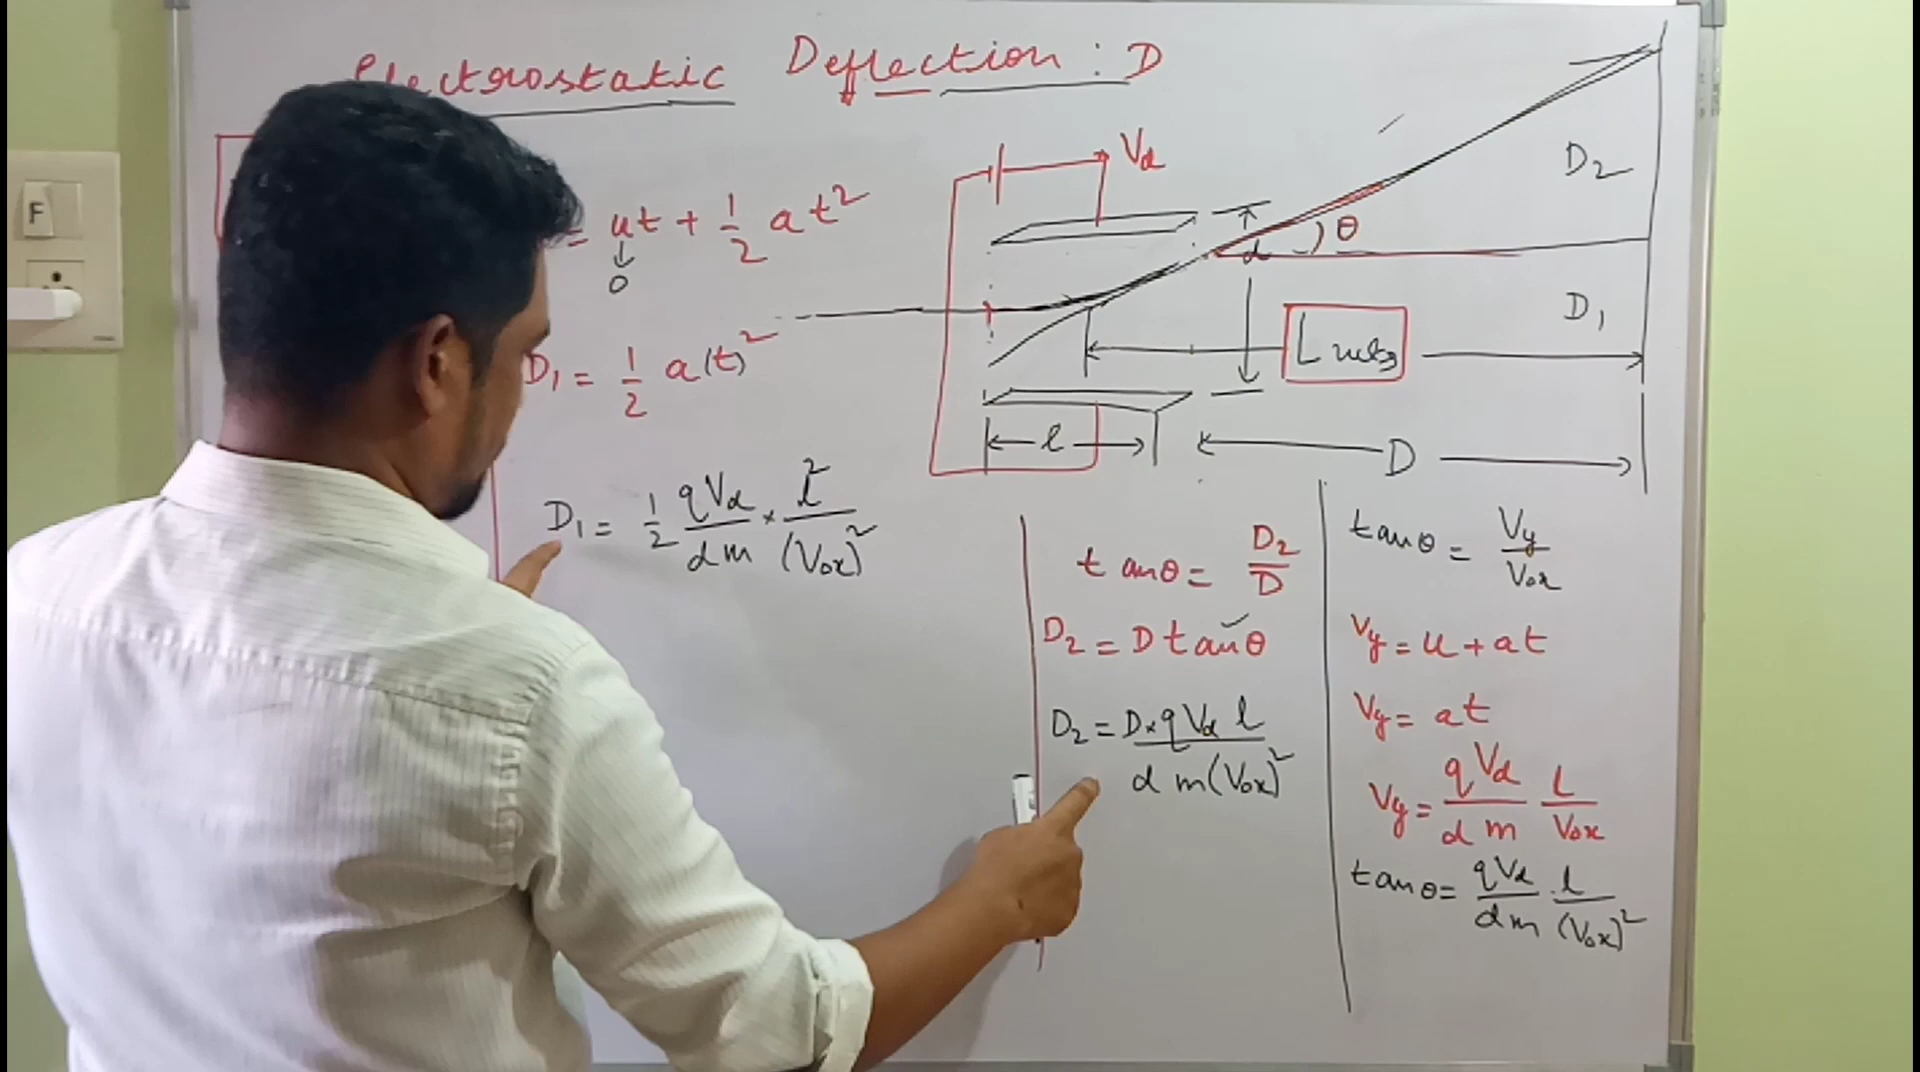 Electrostatic Deflection : D
= ut + 1/2 at²
↓
0
D₁ = 1/2 a(t)²
D₁ = 1/2 qVd/dm × l²/(Vox)²
Vd
D₂
θ
d
D₁
l
D
tanθ = D₂/D
D₂ = D tanθ
D₂ = D×qVd l/dm(Vox)²
tanθ = Vy/Vox
Vy = u + at
Vy = at
Vy = qVd/dm L/Vox
tanθ = qVd/dm . l/(Vox)²
F